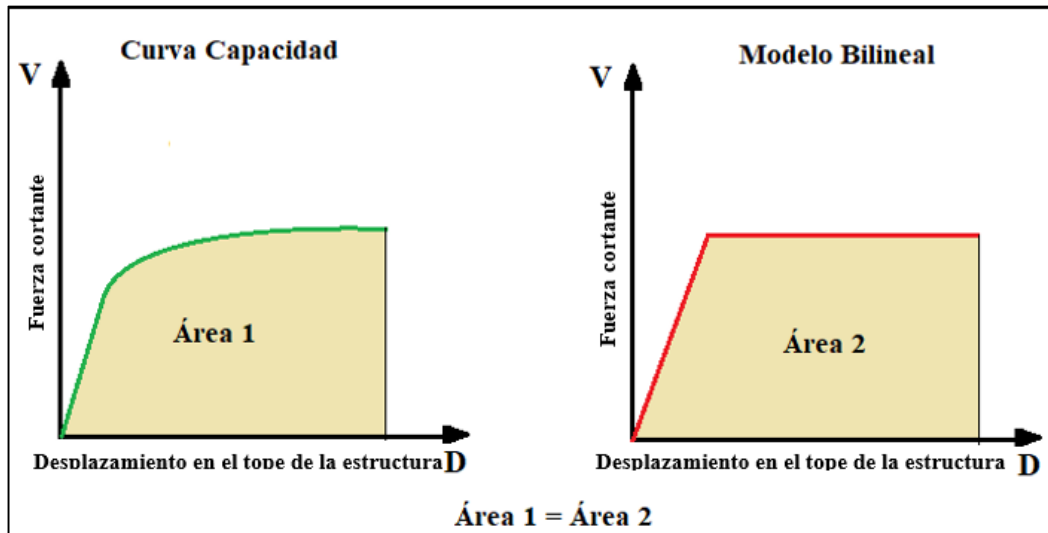 Curva Capacidad
V
Fuerza cortante
Área 1
Desplazamiento en el tope de la estructura D
Modelo Bilineal
V
Fuerza cortante
Área 2
Desplazamiento en el tope de la estructura D
Área 1 = Área 2